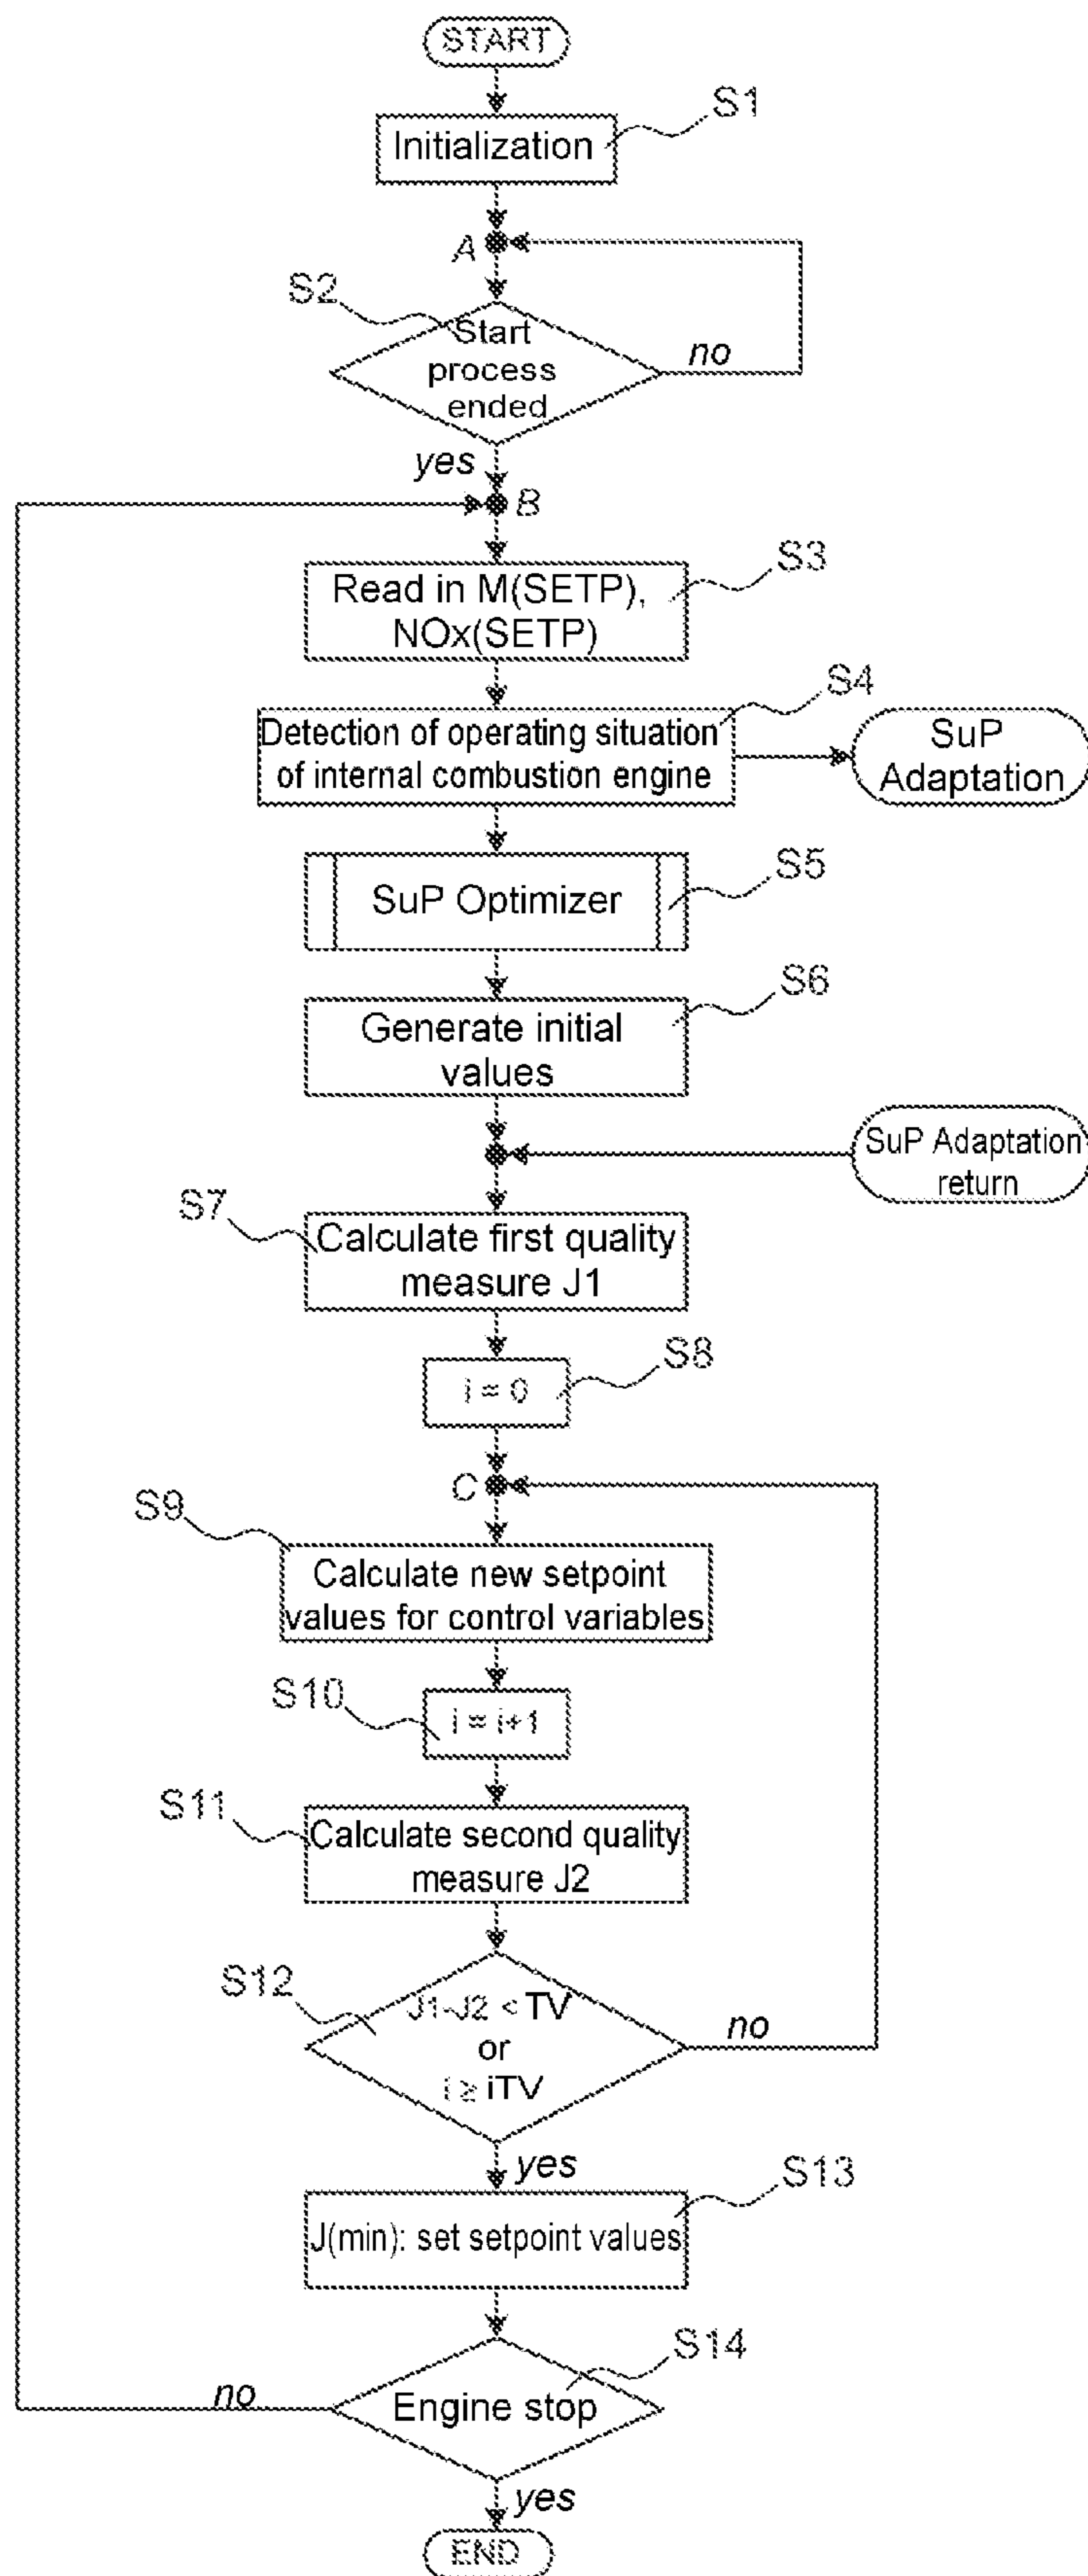 START
S1
Initialization
A
S2
Start
process
ended
no
yes
B
S3
Read in M(SETP),
NOx(SETP)
S4
Detection of operating situation
of internal combustion engine
SuP
Adaptation
S5
SuP Optimizer
S6
Generate initial
values
SuP Adaptation
return
S7
Calculate first quality
measure J1
S8
i = 0
C
S9
Calculate new setpoint
values for control variables
S10
i = i+1
S11
Calculate second quality
measure J2
S12
J1-J2 < TV
or
i ≥ iTV
no
yes
S13
J(min): set setpoint values
S14
Engine stop
no
yes
END